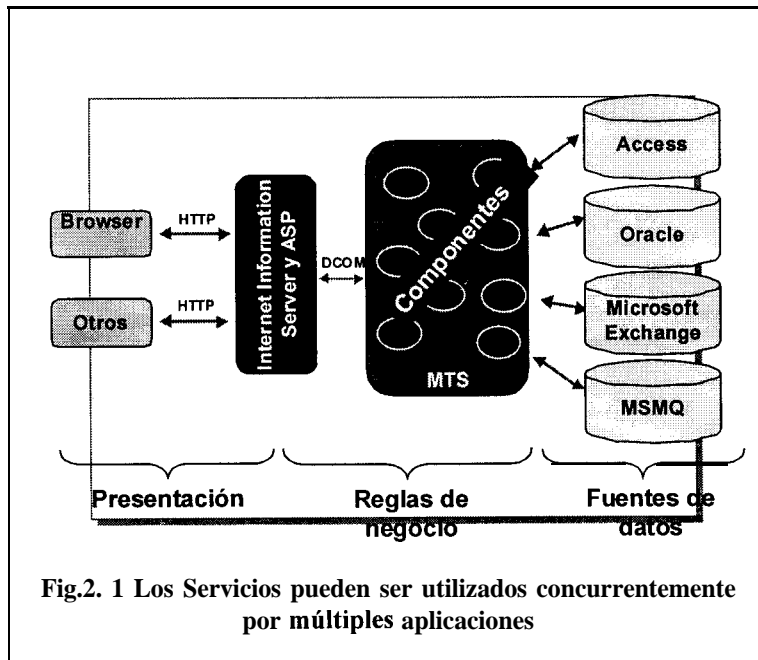 Access
Browser
HTTP
Internet Information
Server y ASP
DCOM
Componentes
Oracle
Otros
HTTP
Microsoft
Exchange
MTS
MSMQ
Presentación
Reglas de
negocio
Fuentes de
datos
Fig.2. 1 Los Servicios pueden ser utilizados concurrentemente
por múltiples aplicaciones